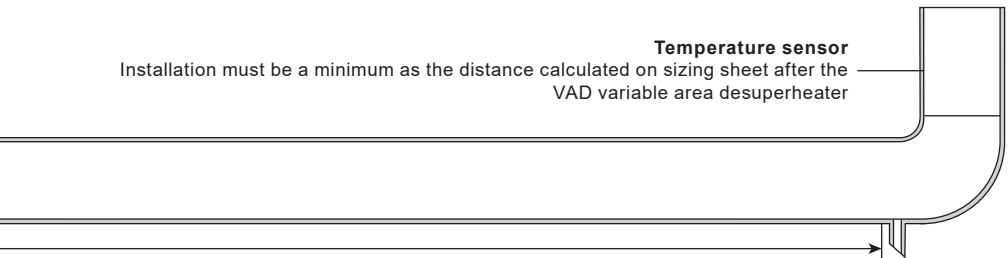 Temperature sensor
Installation must be a minimum as the distance calculated on sizing sheet after the
VAD variable area desuperheater